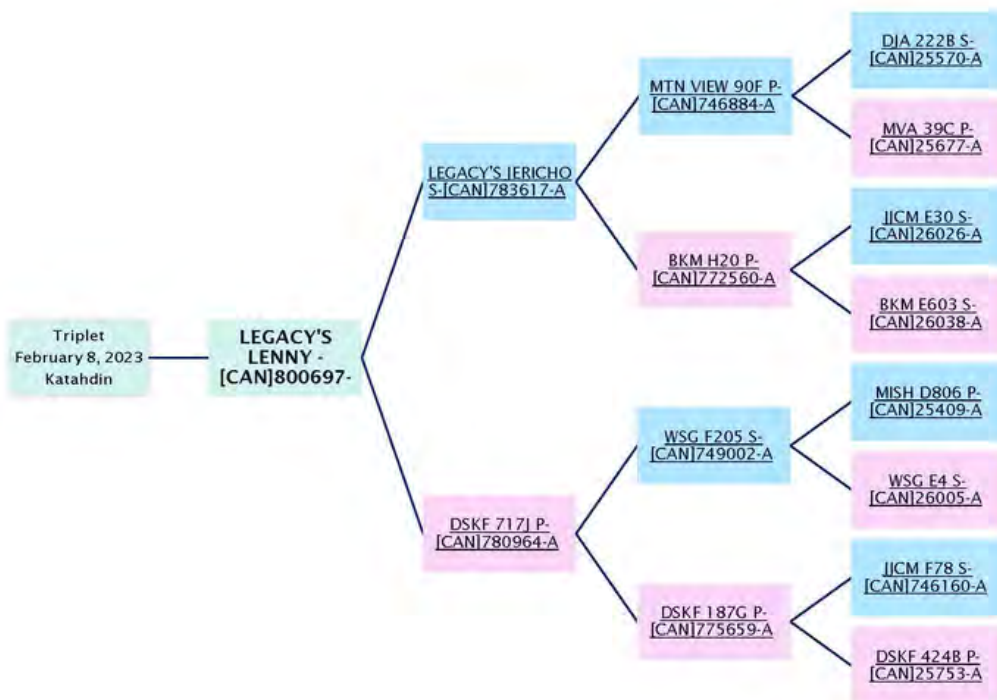 Triplet
February 8, 2023
Katahdin
LEGACY'S
LENNY -
[CAN]800697-
LEGACY'S JERICHO
S-[CAN]783617-A
DSKF 717J P-
[CAN]780964-A
MTN VIEW 90F P-
[CAN]746884-A
BKM H20 P-
[CAN]772560-A
WSG F205 S-
[CAN]749002-A
DSKF 187G P-
[CAN]775659-A
DJA 222B S-
[CAN]25570-A
MVA 39C P-
[CAN]25677-A
JJCM E30 S-
[CAN]26026-A
BKM E603 S-
[CAN]26038-A
MISH D806 P-
[CAN]25409-A
WSG E4 S-
[CAN]26005-A
JJCM F78 S-
[CAN]746160-A
DSKF 424B P-
[CAN]25753-A